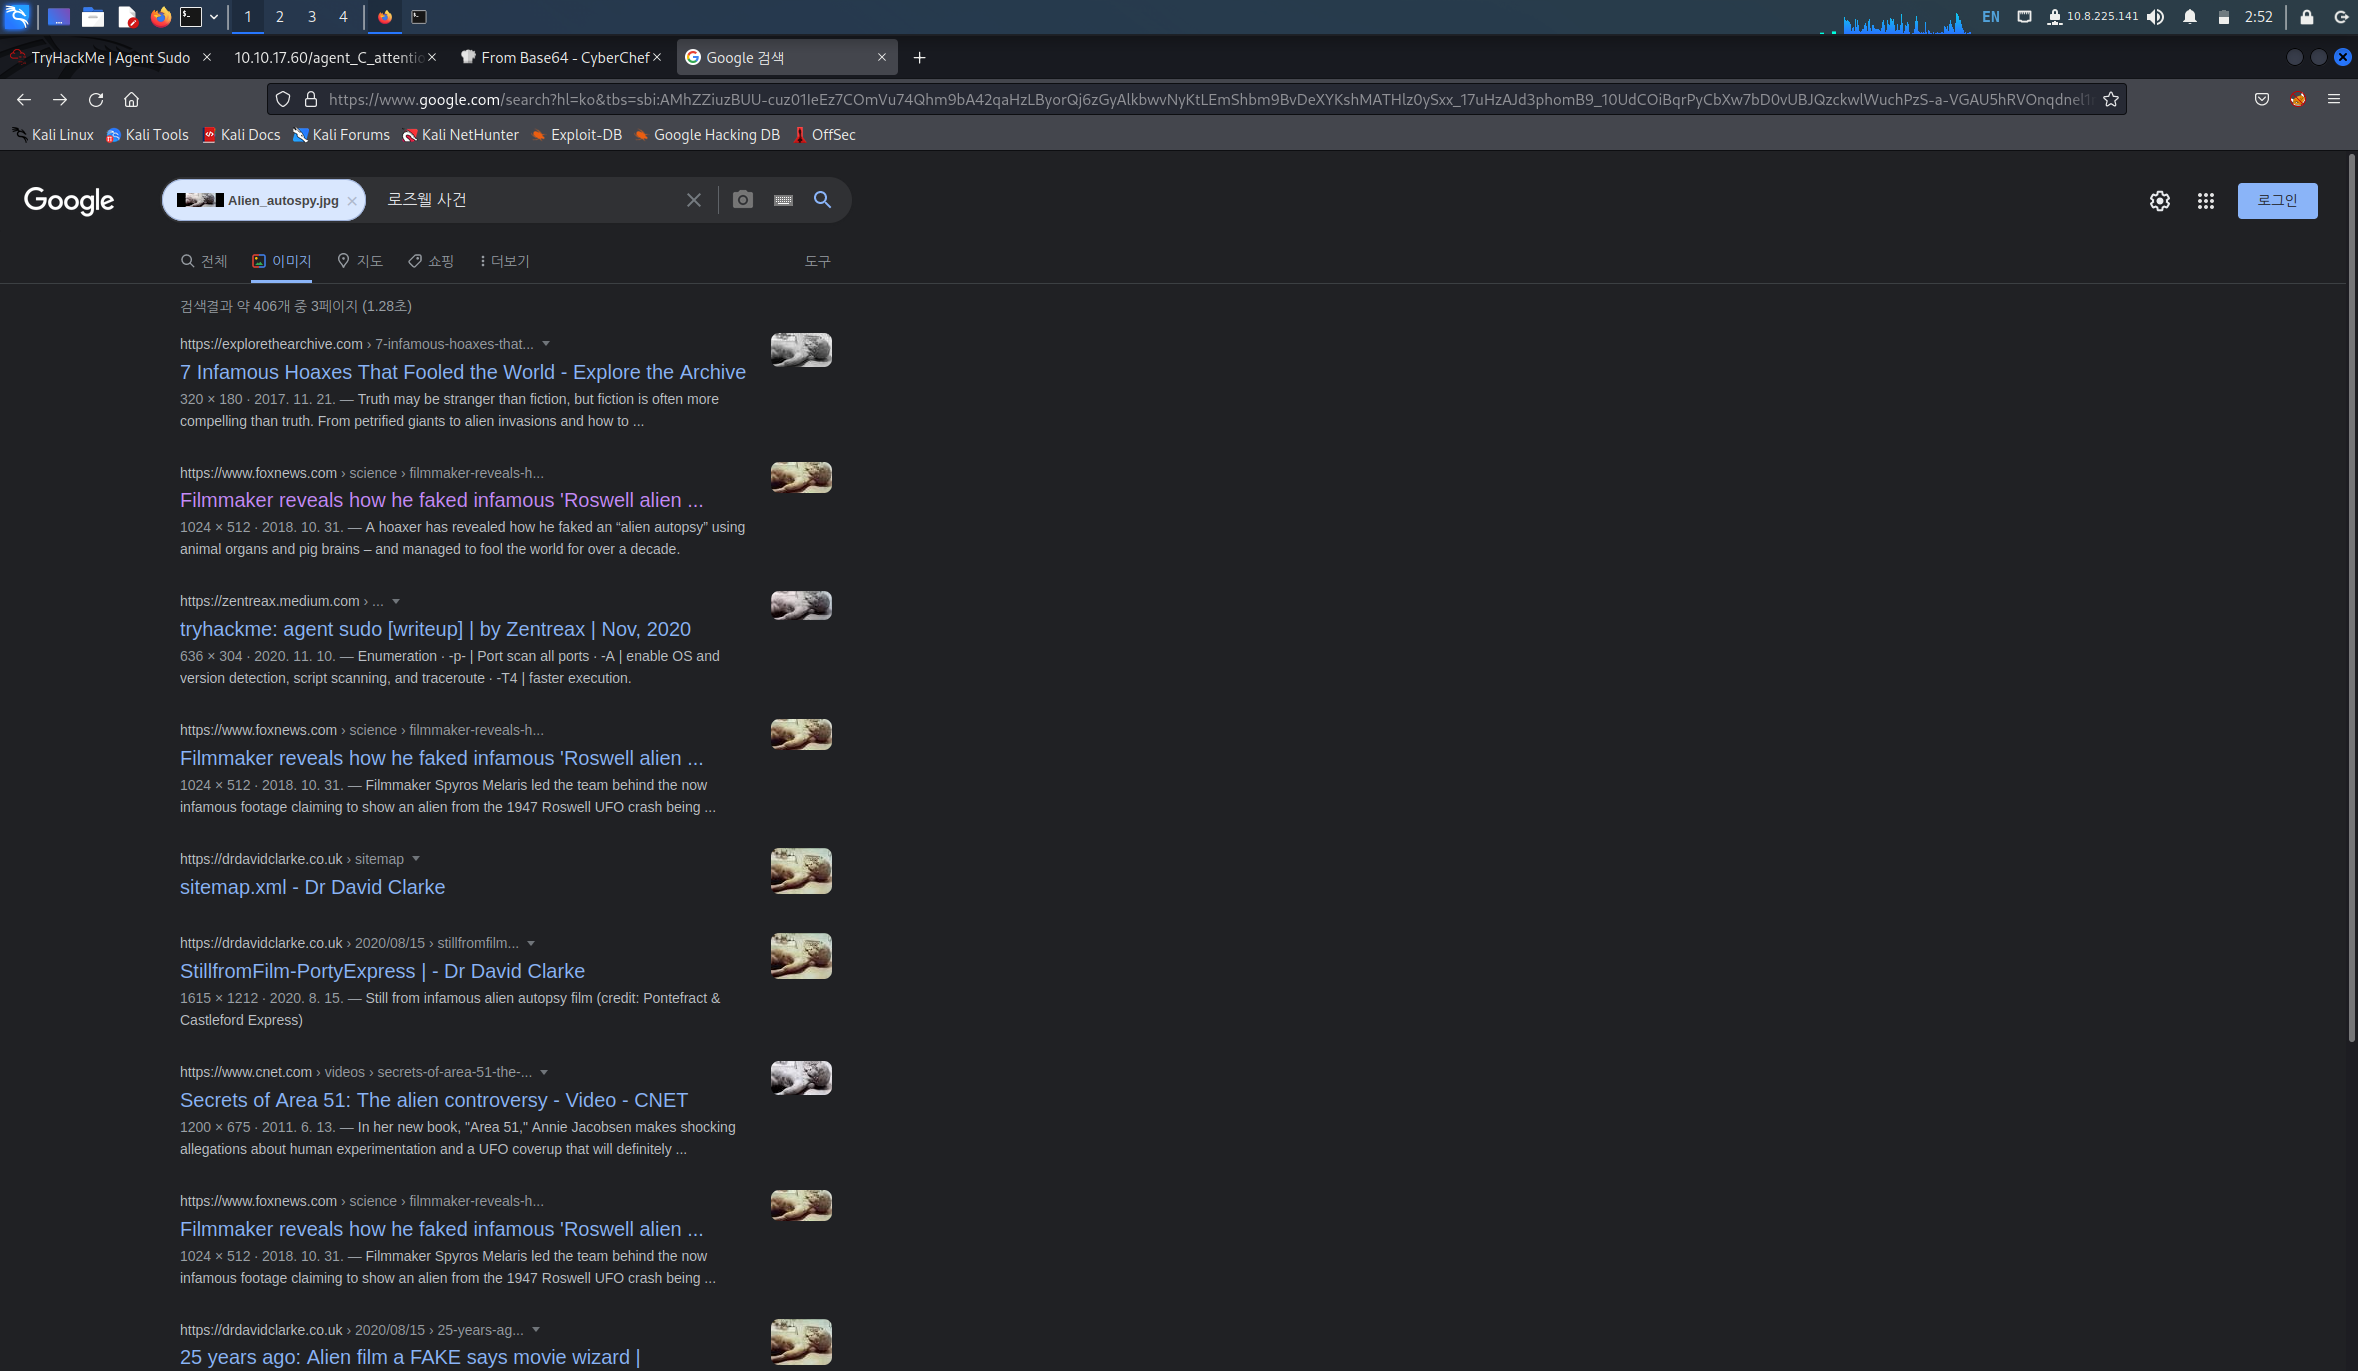 1 2 3 4 EN 10.8.225.141 2:52
TryHackMe | Agent Sudo 10.10.17.60/agent_C_attentio From Base64 - CyberChef Google 검색
Kali Linux Kali Tools Kali Docs Kali Forums Kali NetHunter Exploit-DB Google Hacking DB OffSec
Google Alien_autospy.jpg 로즈웰 사건 로그인
전체 이미지 지도 쇼핑 더보기 도구
검색결과 약 406개 중 3페이지 (1.28초)
https://explorethearchive.com › 7-infamous-hoaxes-that...
7 Infamous Hoaxes That Fooled the World - Explore the Archive
320 × 180 · 2017. 11. 21. — Truth may be stranger than fiction, but fiction is often more
compelling than truth. From petrified giants to alien invasions and how to ...
https://www.foxnews.com › science › filmmaker-reveals-h...
Filmmaker reveals how he faked infamous 'Roswell alien ...
1024 × 512 · 2018. 10. 31. — A hoaxer has revealed how he faked an “alien autopsy” using
animal organs and pig brains – and managed to fool the world for over a decade.
https://zentreax.medium.com › ...
tryhackme: agent sudo [writeup] | by Zentreax | Nov, 2020
636 × 304 · 2020. 11. 10. — Enumeration · -p- | Port scan all ports · -A | enable OS and
version detection, script scanning, and traceroute · -T4 | faster execution.
https://www.foxnews.com › science › filmmaker-reveals-h...
Filmmaker reveals how he faked infamous 'Roswell alien ...
1024 × 512 · 2018. 10. 31. — Filmmaker Spyros Melaris led the team behind the now
infamous footage claiming to show an alien from the 1947 Roswell UFO crash being ...
https://drdavidclarke.co.uk › sitemap
sitemap.xml - Dr David Clarke
https://drdavidclarke.co.uk › 2020/08/15 › stillfromfilm...
StillfromFilm-PortyExpress | - Dr David Clarke
1615 × 1212 · 2020. 8. 15. — Still from infamous alien autopsy film (credit: Pontefract &
Castleford Express)
https://www.cnet.com › videos › secrets-of-area-51-the-...
Secrets of Area 51: The alien controversy - Video - CNET
1200 × 675 · 2011. 6. 13. — In her new book, "Area 51," Annie Jacobsen makes shocking
allegations about human experimentation and a UFO coverup that will definitely ...
https://www.foxnews.com › science › filmmaker-reveals-h...
Filmmaker reveals how he faked infamous 'Roswell alien ...
1024 × 512 · 2018. 10. 31. — Filmmaker Spyros Melaris led the team behind the now
infamous footage claiming to show an alien from the 1947 Roswell UFO crash being ...
https://drdavidclarke.co.uk › 2020/08/15 › 25-years-ag...
25 years ago: Alien film a FAKE says movie wizard |